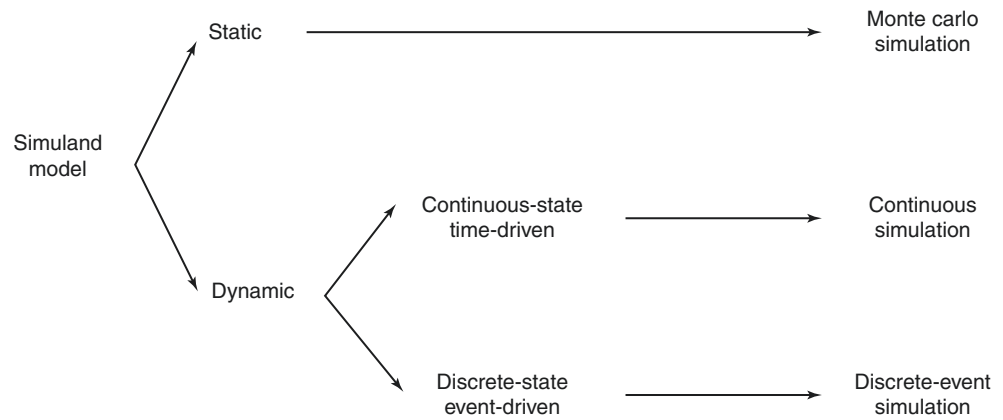 Static
Monte carlo
simulation
Simuland
model
Continuous-state
time-driven
Continuous
simulation
Dynamic
Discrete-state
event-driven
Discrete-event
simulation